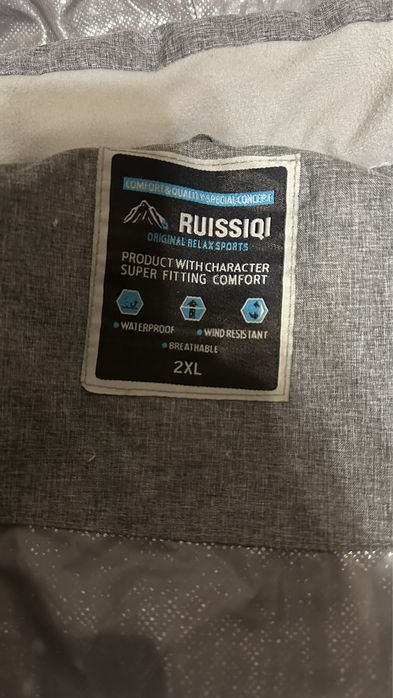 COMFORT&QUALITY SPECIAL CONCEPT
RUISSIQI
ORIGINAL RELAX SPORTS
PRODUCT WITH CHARACTER
SUPER FITTING COMFORT
WATERPROOF
WIND RESISTANT
BREATHABLE
2XL